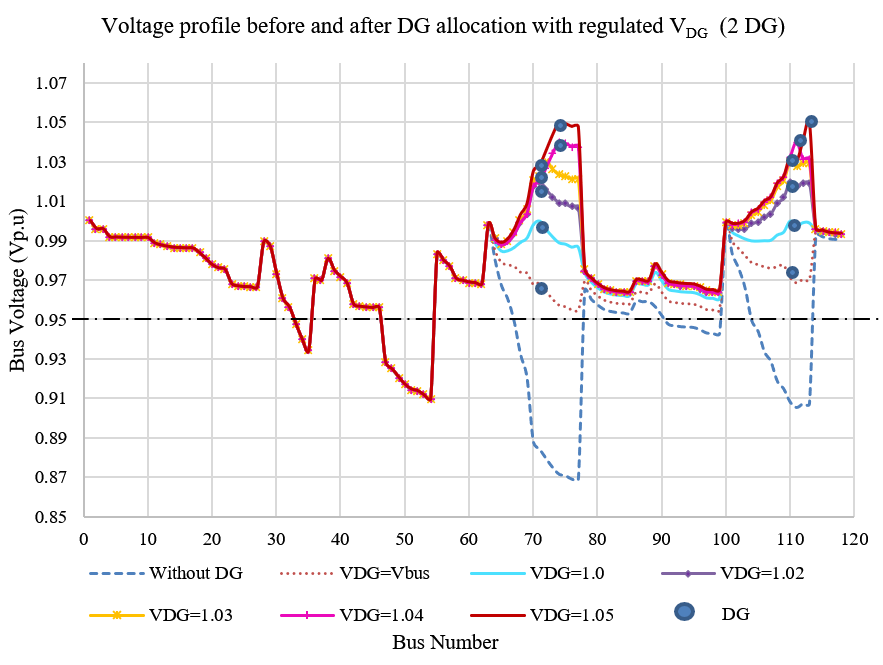 Voltage profile before and after DG allocation with regulated VDG (2 DG)
Bus Voltage (Vp.u)
1.07
1.05
1.03
1.01
0.99
0.97
0.95
0.93
0.91
0.89
0.87
0.85
0 10 20 30 40 50 60 70 80 90 100 110 120
Without DG VDG=Vbus VDG=1.0 VDG=1.02
VDG=1.03 VDG=1.04 VDG=1.05 DG
Bus Number